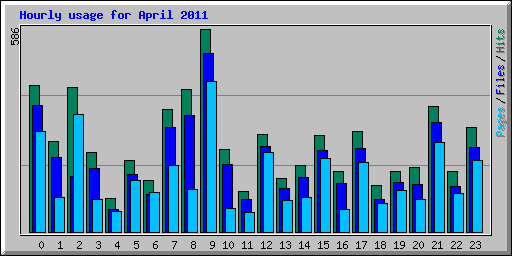 Hourly usage for April 2011
586
Pages / Files / Hits
0 1 2 3 4 5 6 7 8 9 10 11 12 13 14 15 16 17 18 19 20 21 22 23